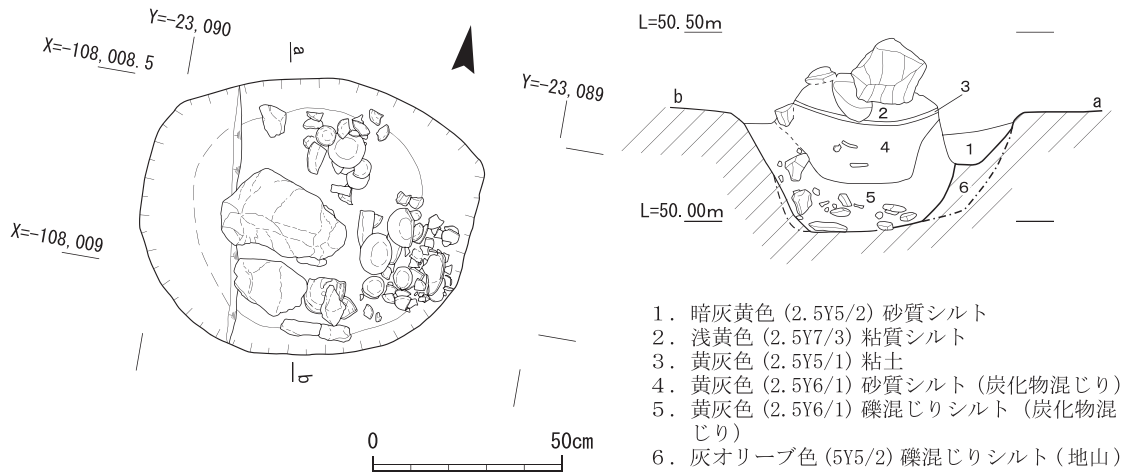 Y=-23, 090
X=-108, 008. 5
a
Y=-23, 089
X=-108, 009
b
0 50cm
L=50. 50m
b
a
3
2
4
1
5
6
L=50. 00m
1. 暗灰黄色 (2. 5Y5/2) 砂質シルト
2. 浅黄色 (2. 5Y7/3) 粘質シルト
3. 黄灰色 (2. 5Y5/1) 粘土
4. 黄灰色 (2. 5Y6/1) 砂質シルト (炭化物混じり)
5. 黄灰色 (2. 5Y6/1) 礫混じりシルト (炭化物混
じり)
6. 灰オリーブ色 (5Y5/2) 礫混じりシルト (地山)